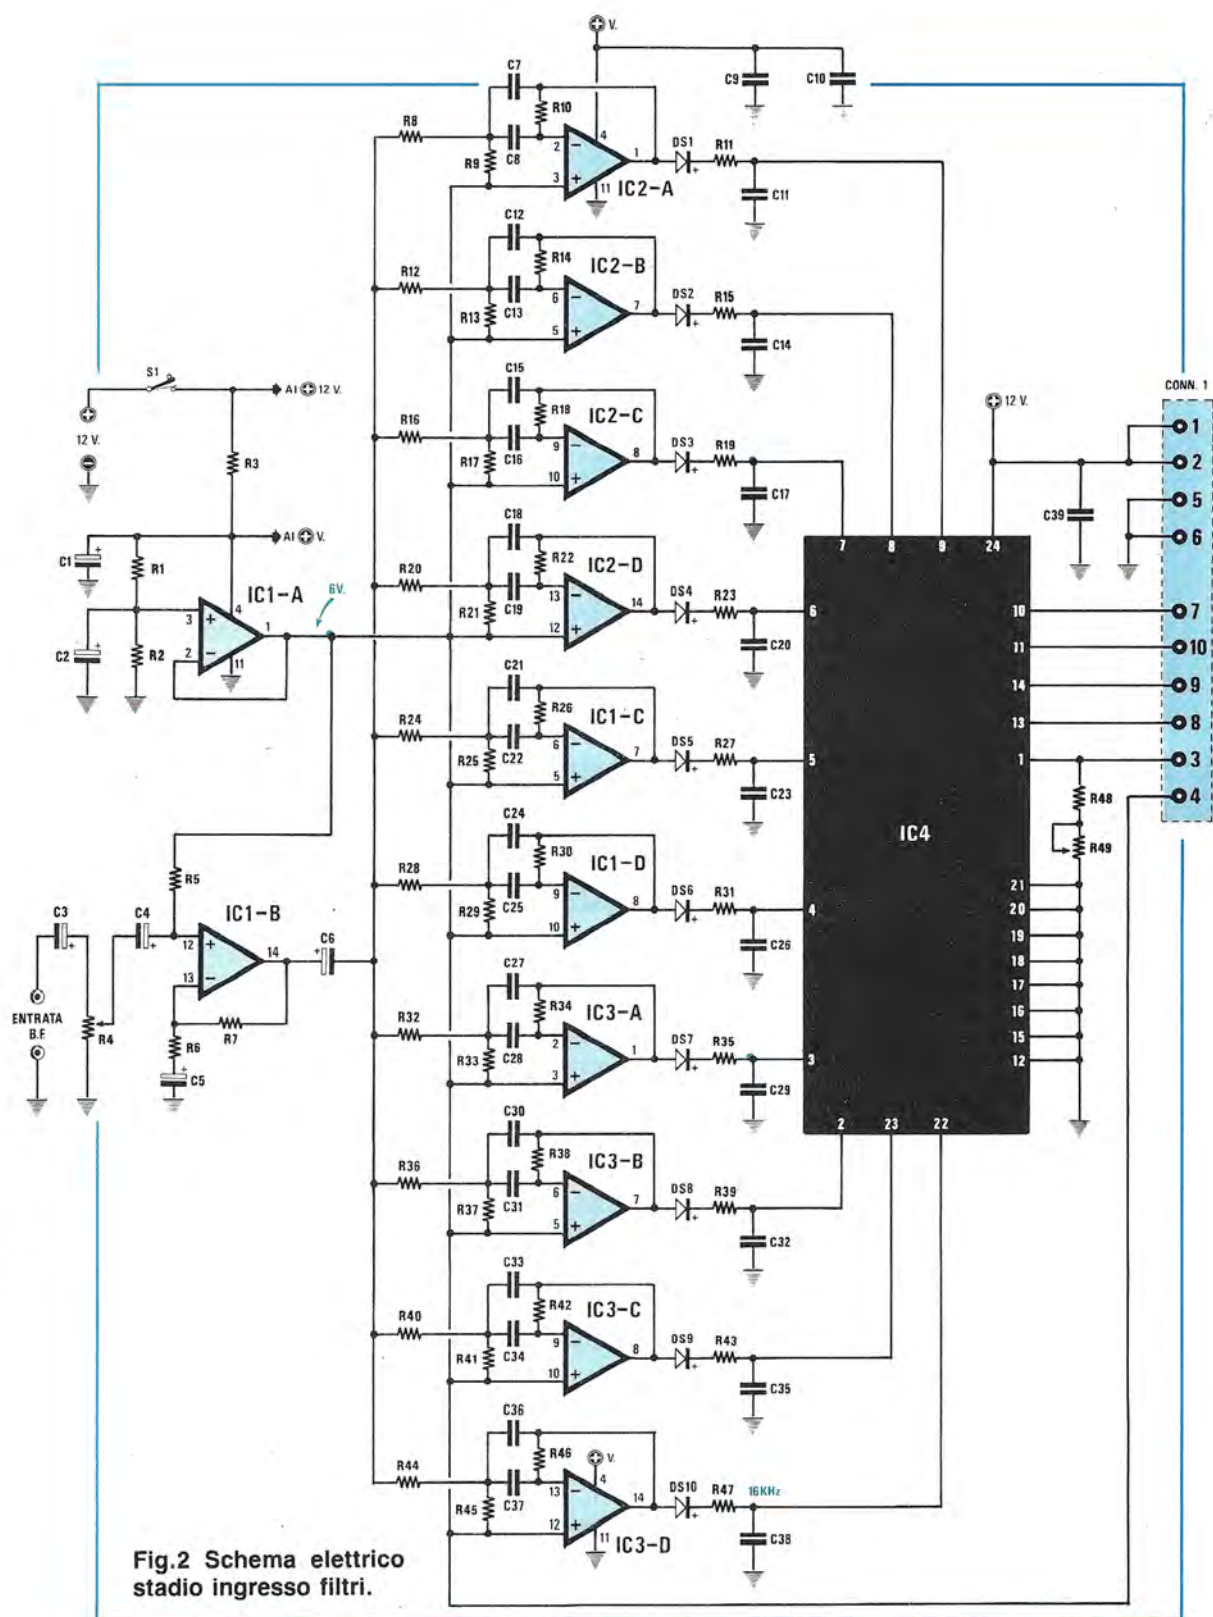 V.
C9
C10
C7
R10
R8
C8
R9
2
3
4
1
11
IC2-A
DS1
R11
C11
C12
R14
IC2-B
R12
C13
R13
6
5
7
DS2
R15
C14
S1
AI 12 V.
12 V.
R3
C15
R18
IC2-C
R16
C16
R17
9
10
8
DS3
R19
C17
12 V.
C39
CONN. 1
1
2
5
6
7
10
9
8
3
4
AI V.
C1
R1
IC1-A
6V.
3
2
4
1
11
C2
R2
C18
R22
IC2-D
R20
C19
R21
13
12
14
DS4
R23
C20
C21
R26
IC1-C
R24
C22
R25
6
5
7
DS5
R27
C23
C24
R30
IC1-D
R28
C25
R29
9
10
8
DS6
R31
C26
7
8
9
24
6
5
4
3
2
23
22
IC4
10
11
14
13
1
21
20
19
18
17
16
15
12
R48
R49
R5
IC1-B
C3
C4
12
13
14
C6
ENTRATA
B.F.
R4
R6
R7
C5
C27
R34
IC3-A
R32
C28
R33
2
3
1
DS7
R35
C29
C30
R38
IC3-B
R36
C31
R37
6
5
7
DS8
R39
C32
C33
R42
IC3-C
R40
C34
R41
9
10
8
DS9
R43
C35
C36
R46
V.
R44
C37
R45
13
12
4
14
11
IC3-D
DS10
R47
16KHz
C38
Fig.2 Schema elettrico
stadio ingresso filtri.